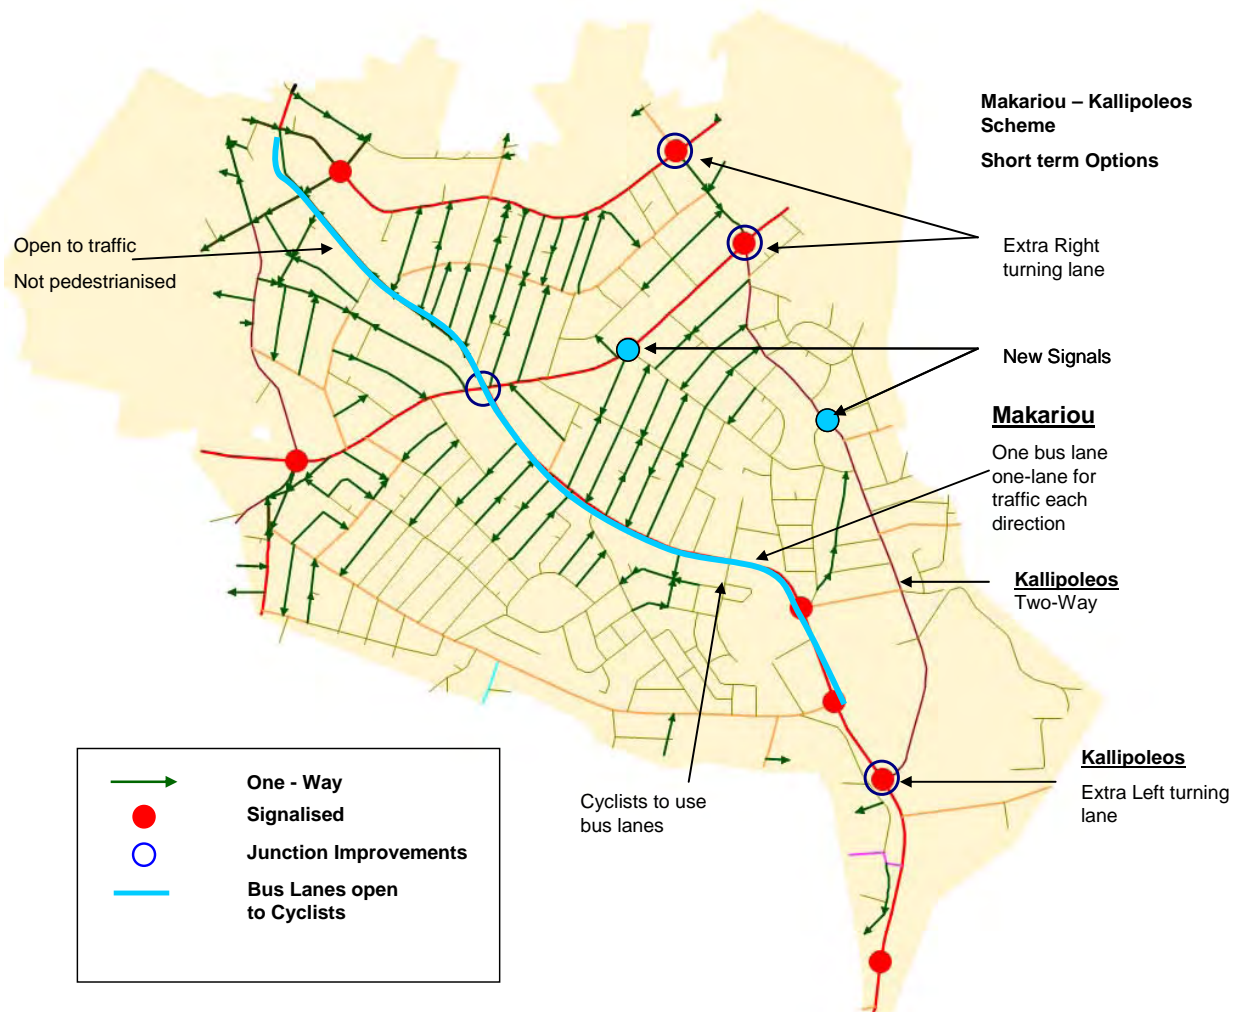 Makariou – Kallipoleos
Scheme
Short term Options
Open to traffic
Not pedestrianised
Extra Right
turning lane
New Signals
Makariou
One bus lane
one-lane for
traffic each
direction
Kallipoleos
Two-Way
Kallipoleos
Extra Left turning
lane
Cyclists to use
bus lanes
One - Way
Signalised
Junction Improvements
Bus Lanes open
to Cyclists